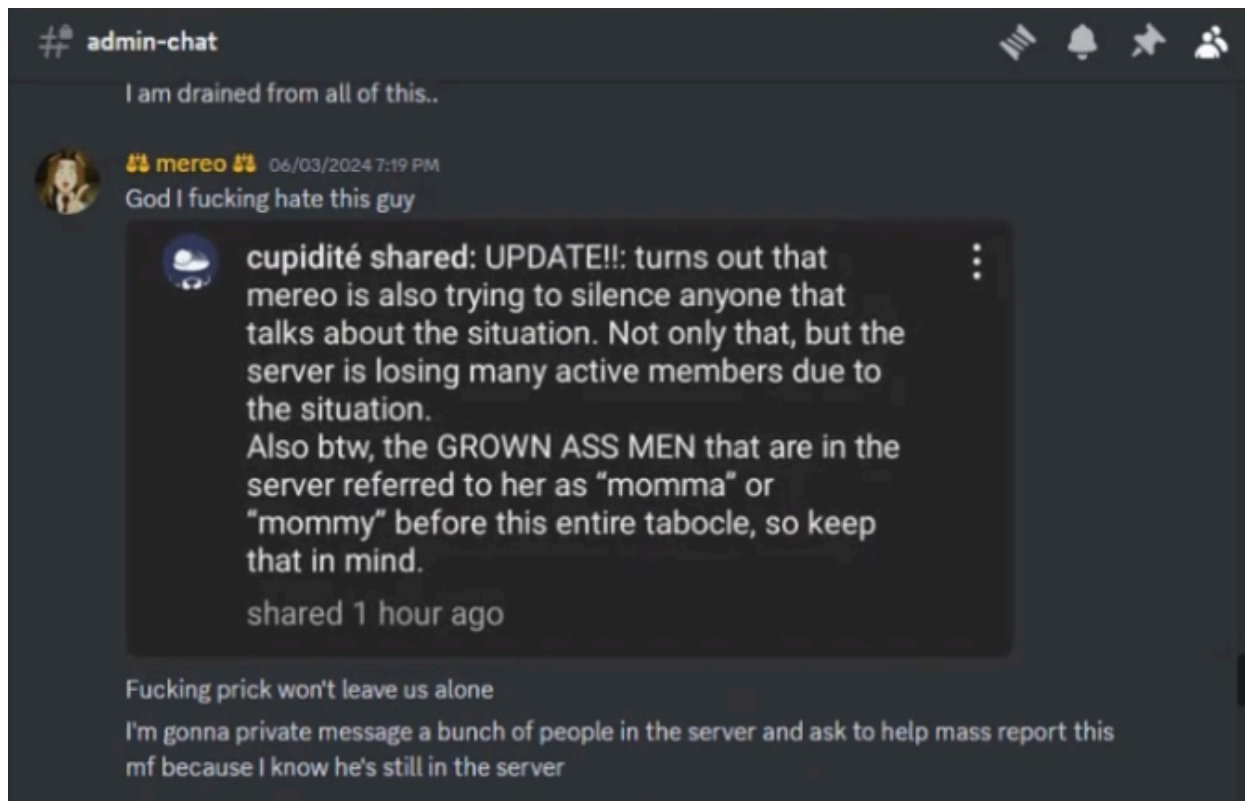 admin-chat
I am drained from all of this..
mereo 06/03/2024 7:19 PM
God I fucking hate this guy
cupidité shared: UPDATE!!: turns out that
mereo is also trying to silence anyone that
talks about the situation. Not only that, but the
server is losing many active members due to
the situation.
Also btw, the GROWN ASS MEN that are in the
server referred to her as “momma” or
“mommy” before this entire tabocle, so keep
that in mind.
shared 1 hour ago
Fucking prick won't leave us alone
I'm gonna private message a bunch of people in the server and ask to help mass report this
mf because I know he's still in the server